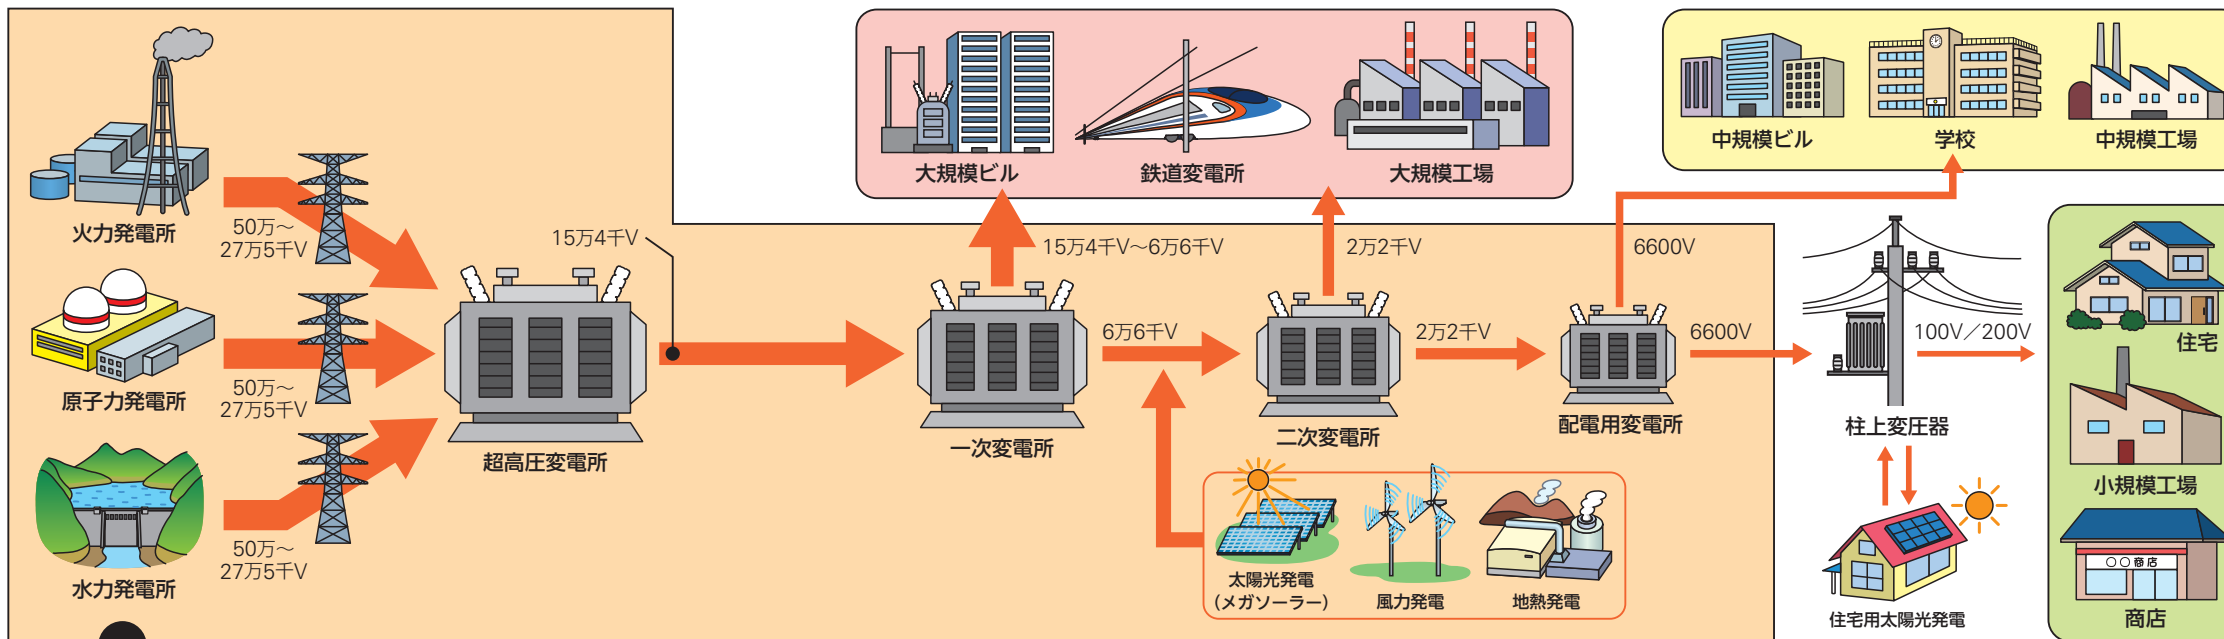 火力発電所
50万～
27万5千V
原子力発電所
50万～
27万5千V
水力発電所
50万～
27万5千V
超高圧変電所
15万4千V
大規模ビル
鉄道変電所
大規模工場
15万4千V～6万6千V
2万2千V
一次変電所
6万6千V
二次変電所
2万2千V
配電用変電所
6600V
6600V
太陽光発電
(メガソーラー)
風力発電
地熱発電
中規模ビル
学校
中規模工場
柱上変圧器
100V／200V
住宅用太陽光発電
住宅
小規模工場
〇〇商店
商店